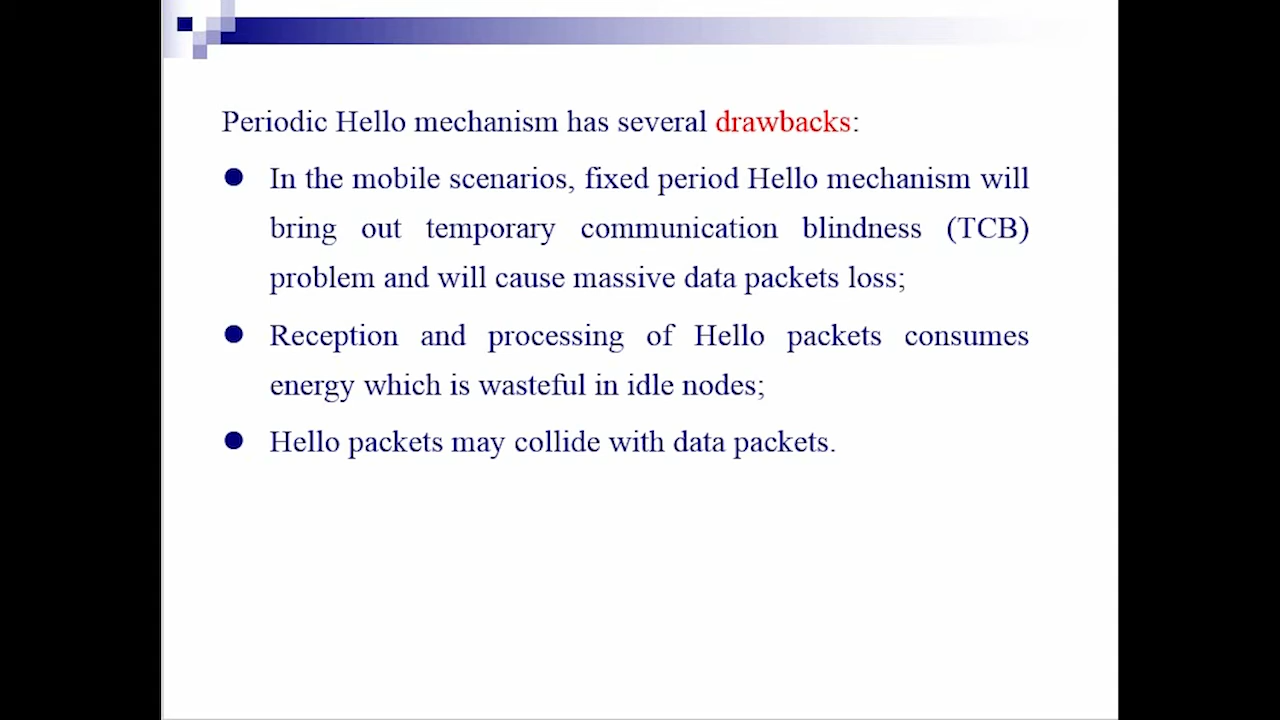 Periodic Hello mechanism has several drawbacks:
● In the mobile scenarios, fixed period Hello mechanism will
bring out temporary communication blindness (TCB)
problem and will cause massive data packets loss;
● Reception and processing of Hello packets consumes
energy which is wasteful in idle nodes;
● Hello packets may collide with data packets.